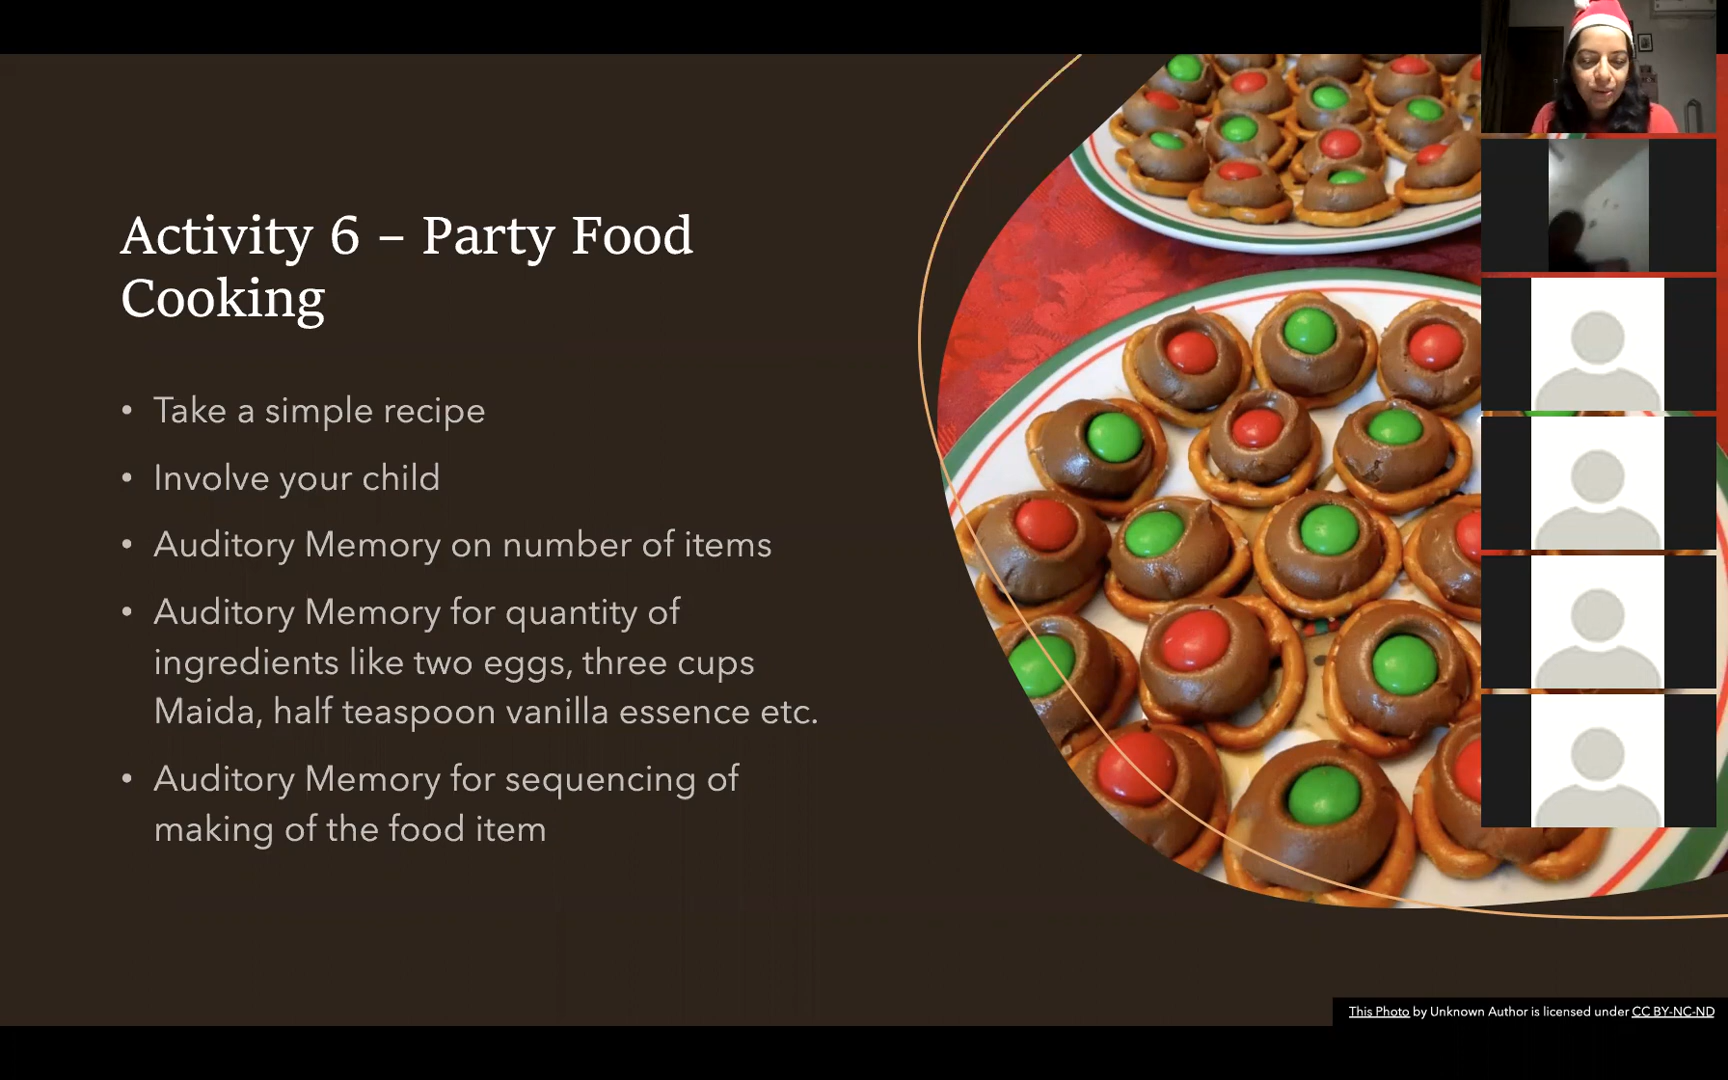 Activity 6 – Party Food
Cooking
• Take a simple recipe
• Involve your child
• Auditory Memory on number of items
• Auditory Memory for quantity of
ingredients like two eggs, three cups
Maida, half teaspoon vanilla essence etc.
• Auditory Memory for sequencing of
making of the food item
This Photo by Unknown Author is licensed under CC BY-NC-ND